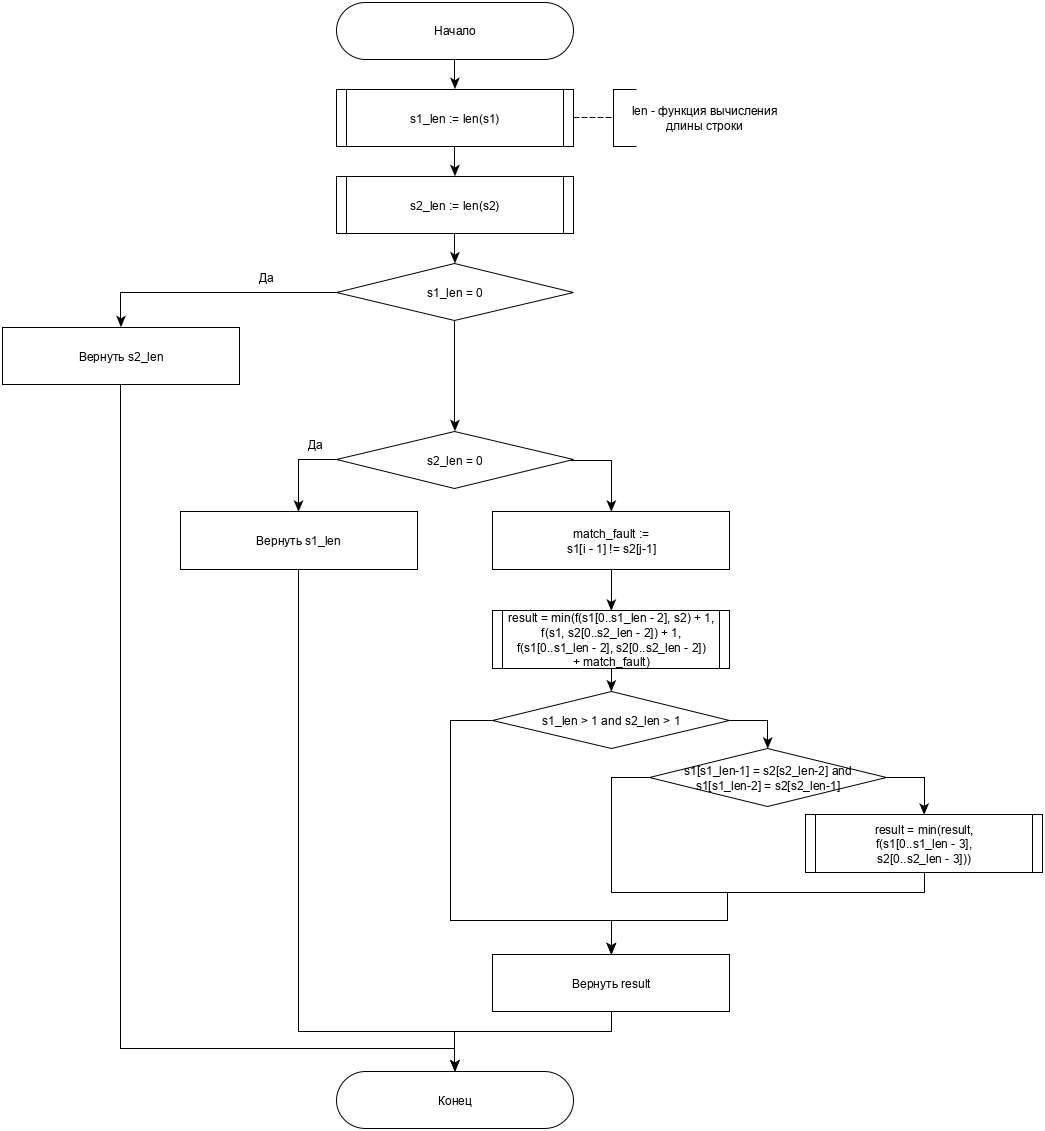 Начало
s1_len := len(s1)
len - функция вычисления
длины строки
s2_len := len(s2)
Да
s1_len = 0
Вернуть s2_len
Да
s2_len = 0
Вернуть s1_len
match_fault :=
s1[i - 1] != s2[j-1]
result = min(f(s1[0..s1_len - 2], s2) + 1,
f(s1, s2[0..s2_len - 2]) + 1,
f(s1[0..s1_len - 2], s2[0..s2_len - 2])
+ match_fault)
s1_len > 1 and s2_len > 1
s1[s1_len-1] = s2[s2_len-2] and
s1[s1_len-2] = s2[s2_len-1]
result = min(result,
f(s1[0..s1_len - 3],
s2[0..s2_len - 3]))
Вернуть result
Конец